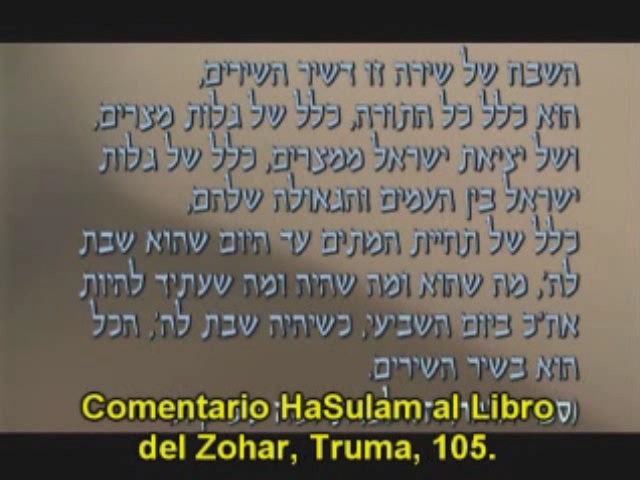 השבח של שירה זו דשיר השירים,
הוא כלל כל התורה, כלל של גלות מצרים,
ושל יציאת ישראל ממצרים, כלל של גלות
ישראל בין העמים והגאולה שלהם,
כלל של תחיית המתים עד היום שהוא שבת
לה', מה שהוא ומה שהיה ומה שעתיד להיות
אח"כ ביום השביעי, כשיהיה שבת לה', הכל
הוא בשיר השירים.
Comentario HaSulam al Libro
del Zohar, Truma, 105.